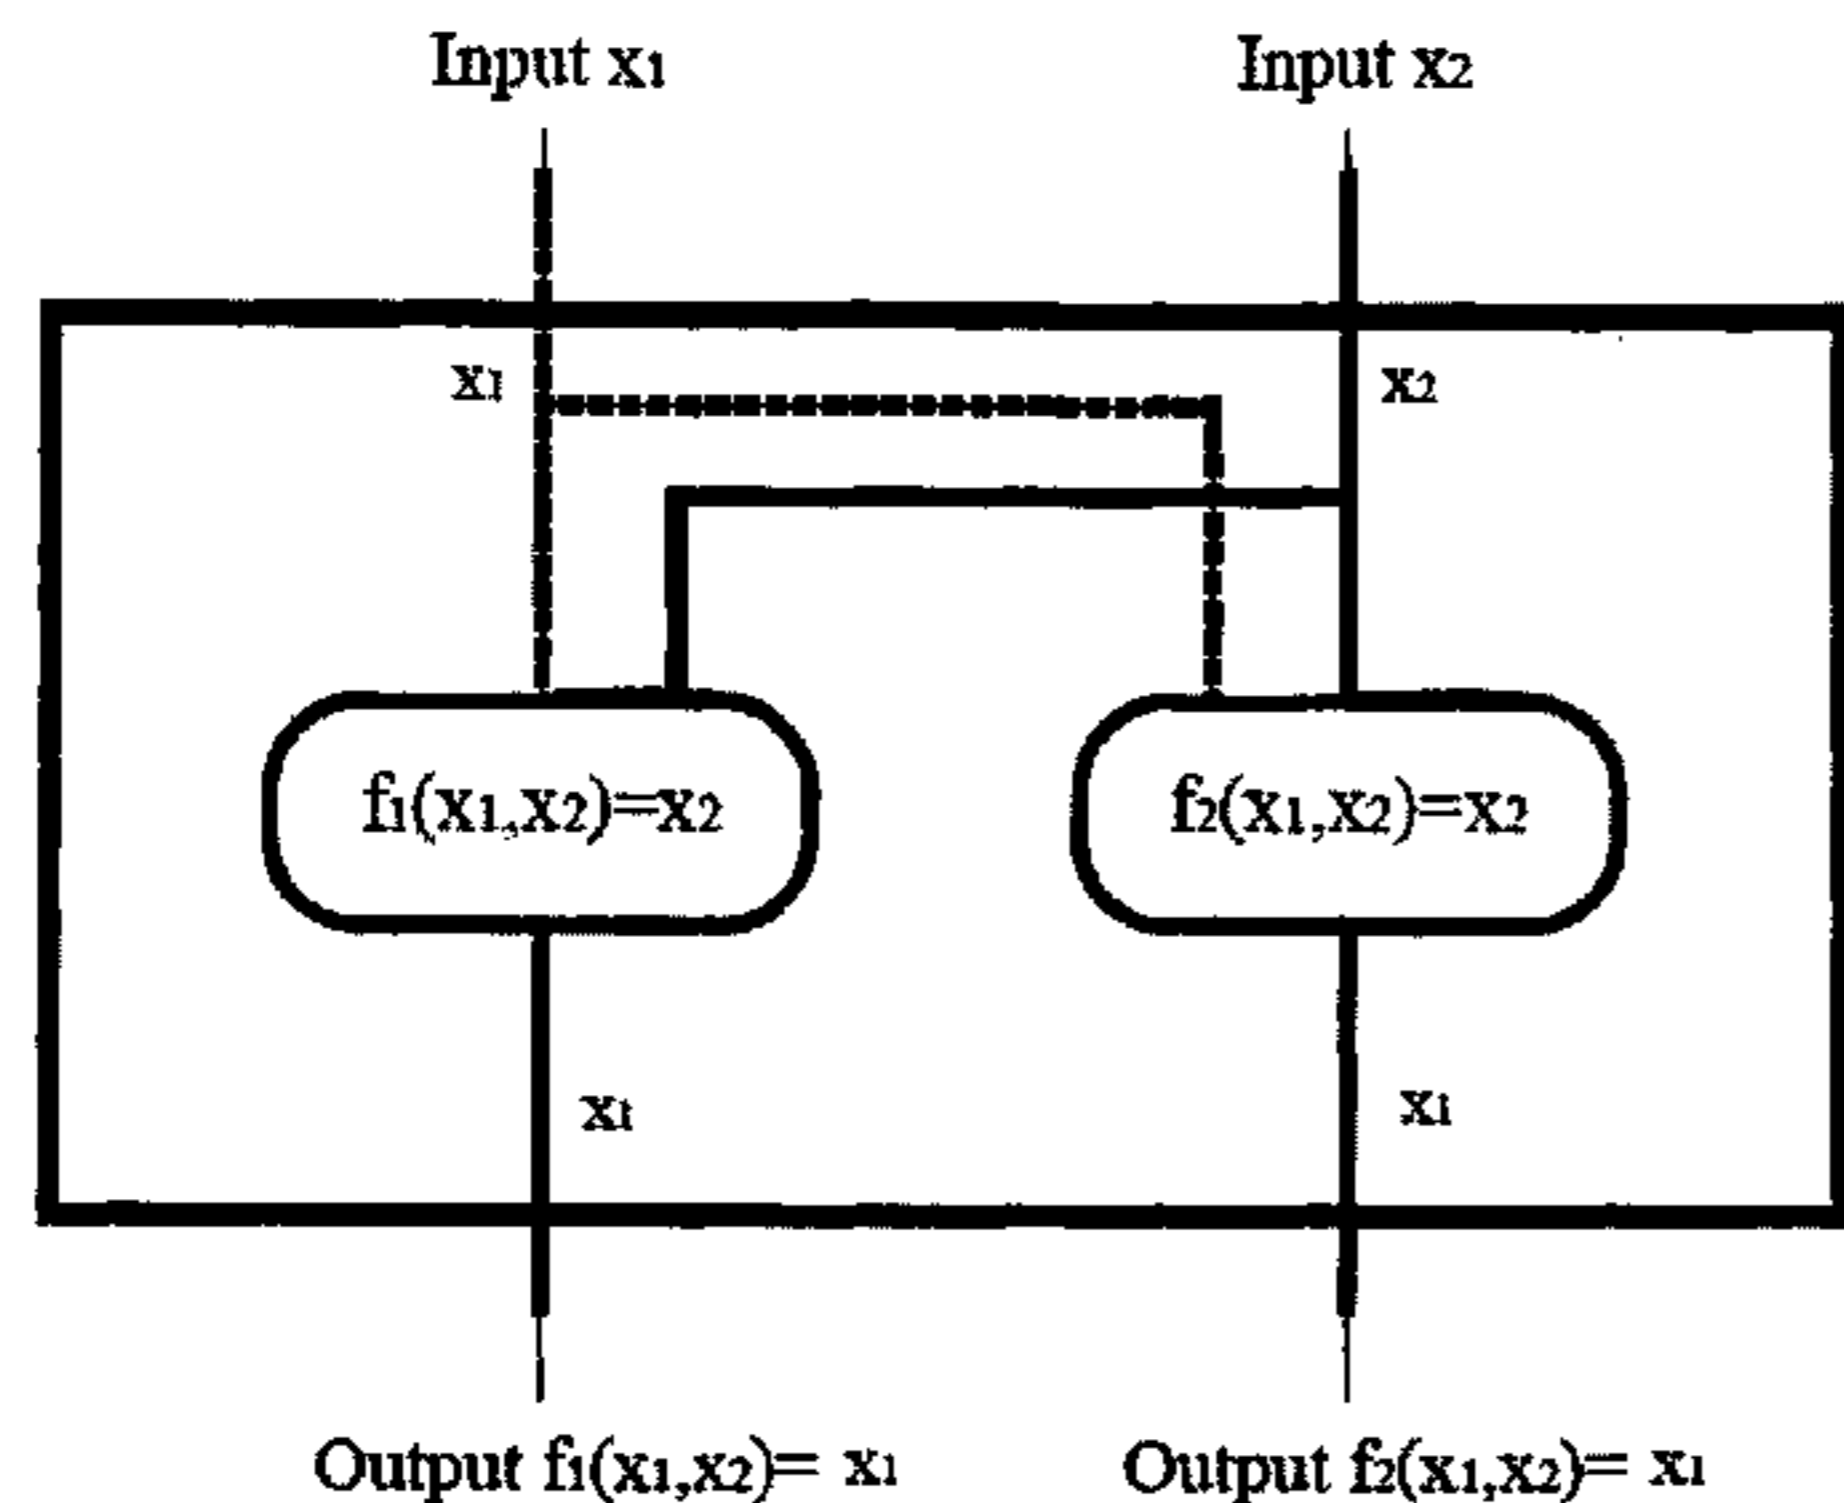 Input x1 Input x2
x1 x2
f1(x1,x2)=x2 f2(x1,x2)=x2
x1 x1
Output f1(x1,x2)= x1 Output f2(x1,x2)= x1